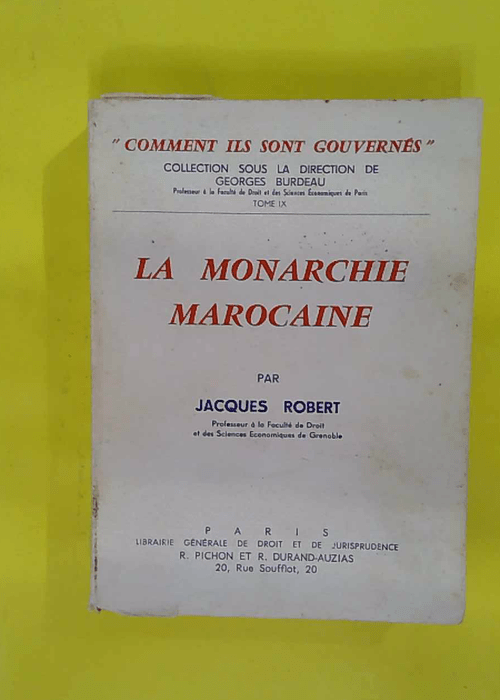 "COMMENT ILS SONT GOUVERNÉS"
COLLECTION SOUS LA DIRECTION DE
GEORGES BURDEAU
Professeur à la Faculté de Droit et des Sciences Économiques de Paris
TOME IX
LA MONARCHIE
MAROCAINE
PAR
JACQUES ROBERT
Professeur à la Faculté de Droit
et des Sciences Economiques de Grenoble
PARIS
LIBRAIRIE GÉNÉRALE DE DROIT ET DE JURISPRUDENCE
R. PICHON ET R. DURAND-AUZIAS
20, Rue Soufflot, 20